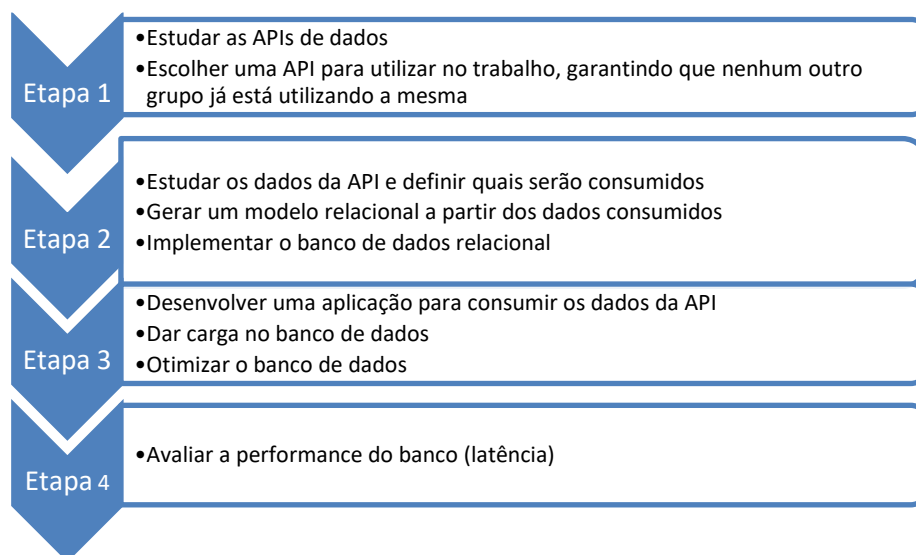 Etapa 1
•Estudar as APIs de dados
•Escolher uma API para utilizar no trabalho, garantindo que nenhum outro
grupo já está utilizando a mesma
Etapa 2
•Estudar os dados da API e definir quais serão consumidos
•Gerar um modelo relacional a partir dos dados consumidos
•Implementar o banco de dados relacional
Etapa 3
•Desenvolver uma aplicação para consumir os dados da API
•Dar carga no banco de dados
•Otimizar o banco de dados
Etapa 4
•Avaliar a performance do banco (latência)